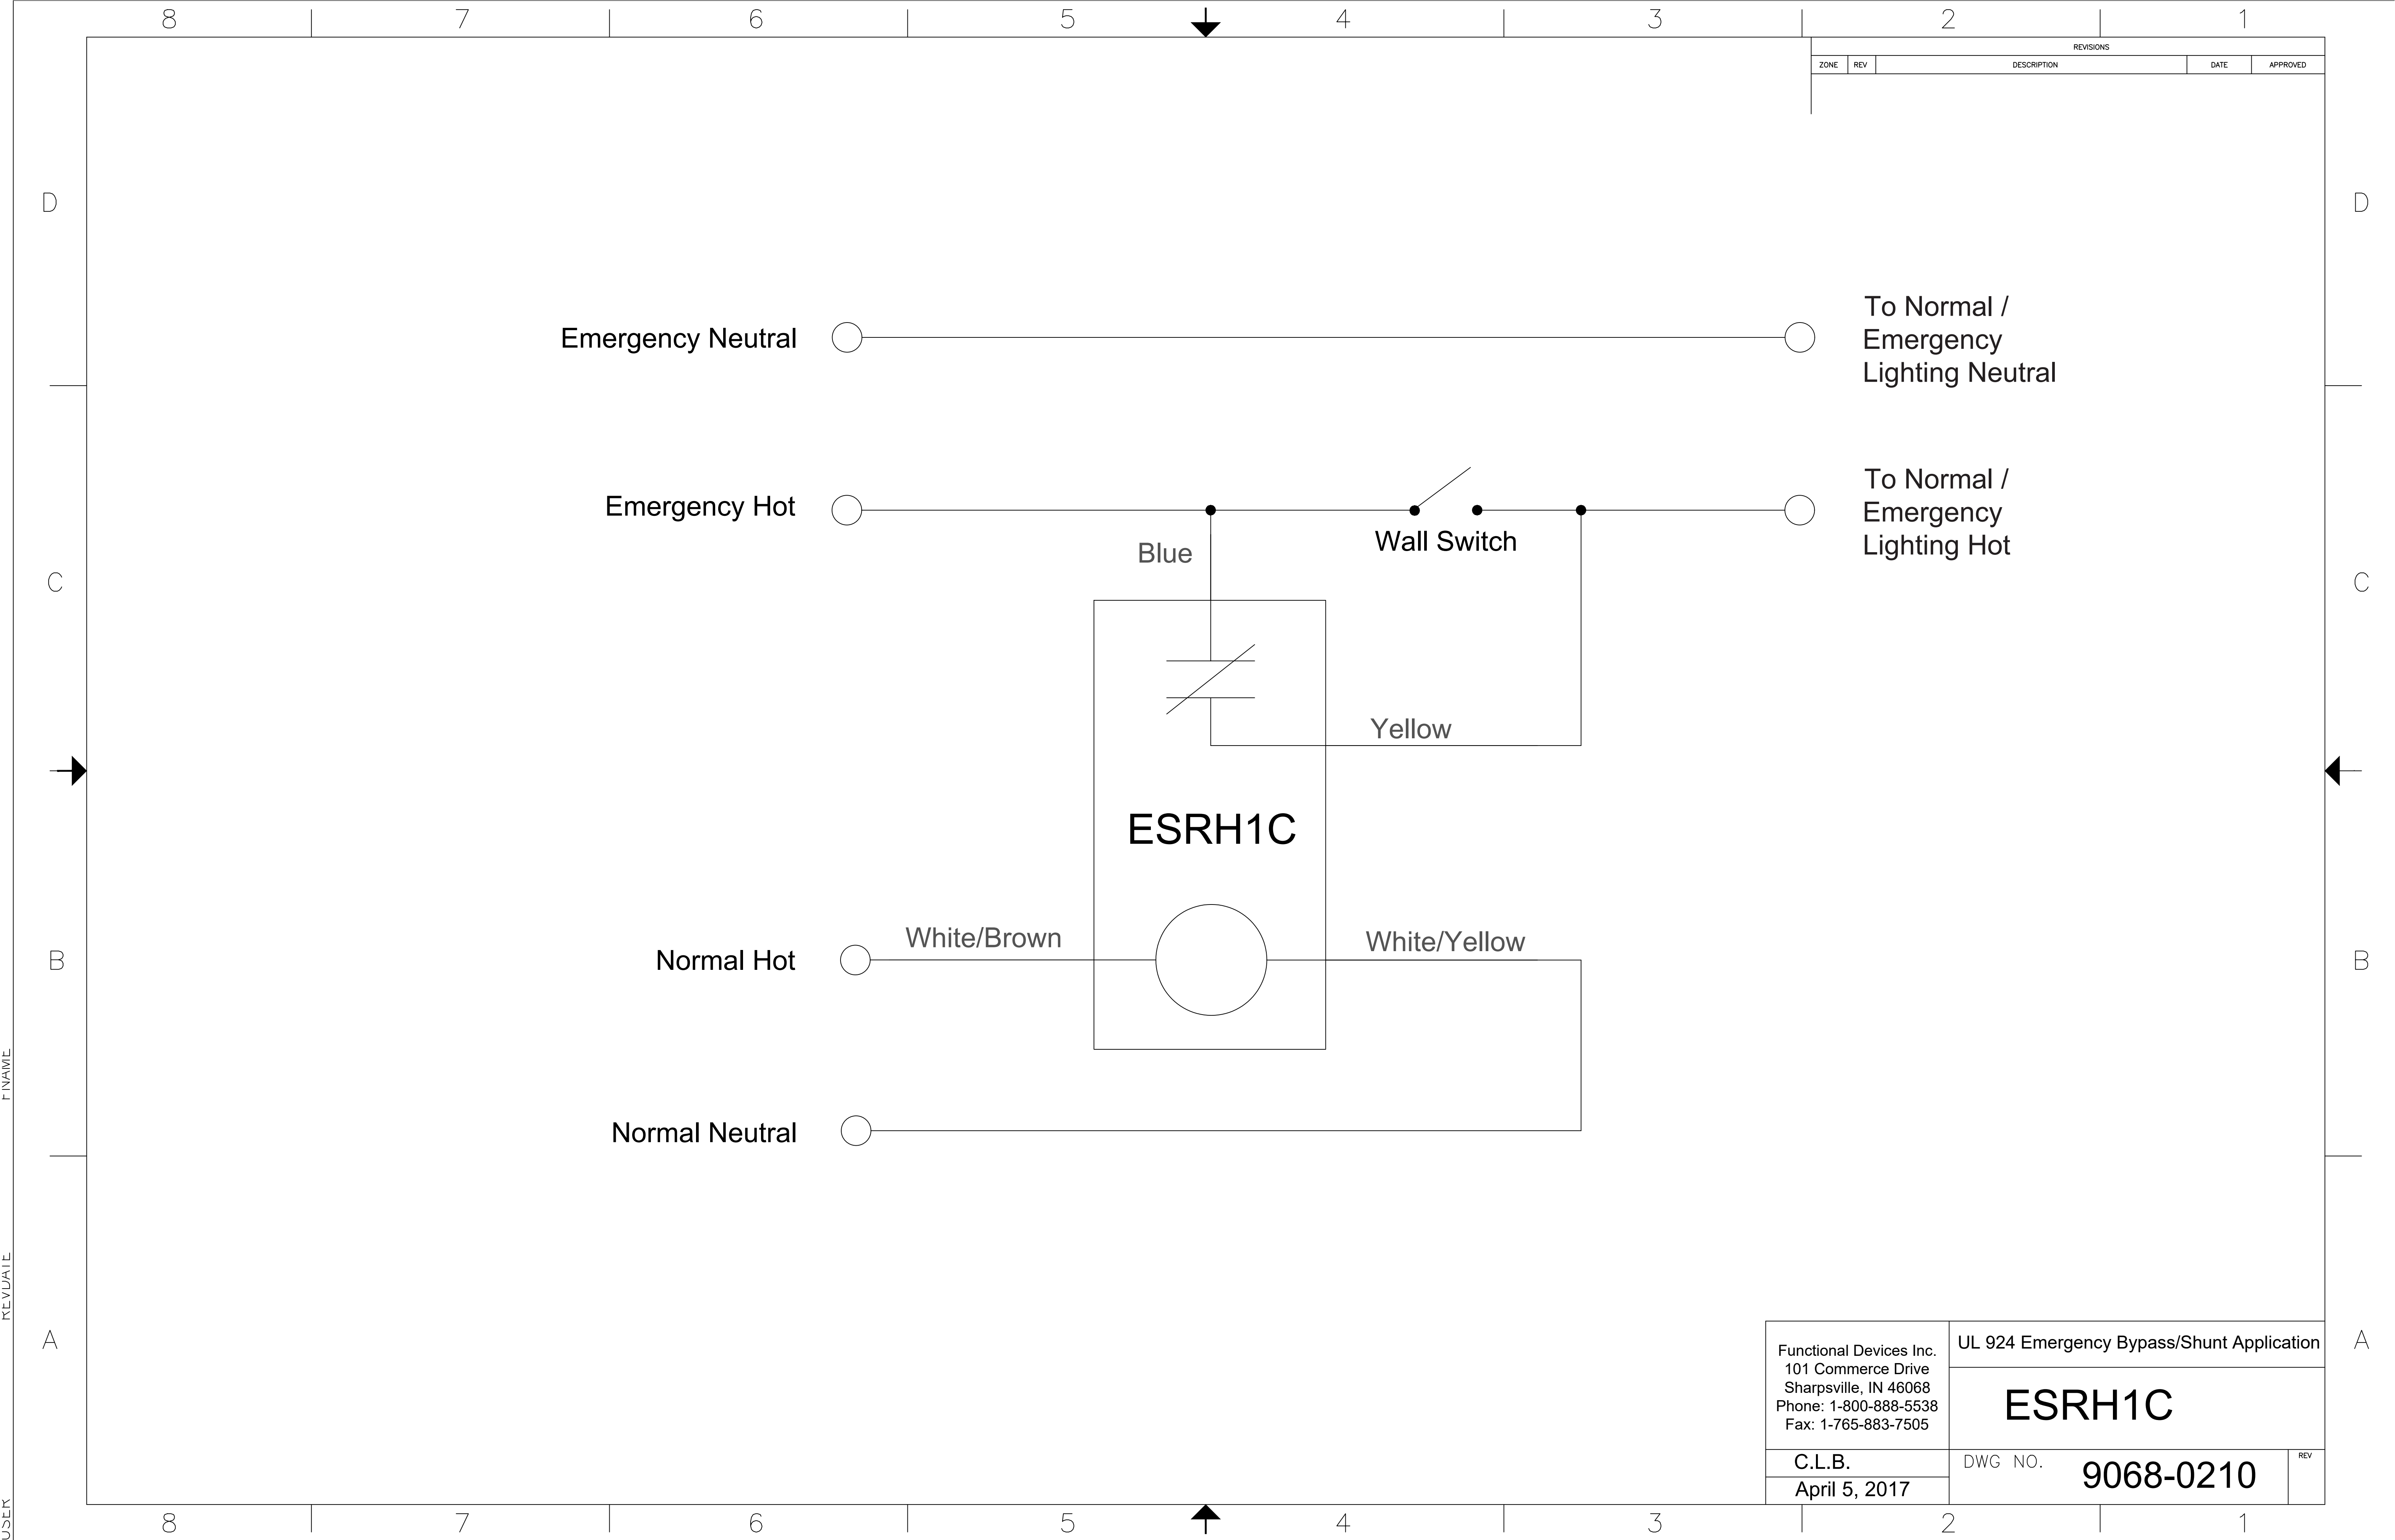 8 7 6 5 4 3 2 1
REVISIONS
ZONE REV DESCRIPTION DATE APPROVED
D D
Emergency Neutral
To Normal /
Emergency
Lighting Neutral
Emergency Hot
Wall Switch
To Normal /
Emergency
Lighting Hot
Blue
C C
Yellow
ESRH1C
White/Brown
White/Yellow
Normal Hot
B B
Normal Neutral
FNAME
REVDATE
USER
A A
Functional Devices Inc.
101 Commerce Drive
Sharpsville, IN 46068
Phone: 1-800-888-5538
Fax: 1-765-883-7505
UL 924 Emergency Bypass/Shunt Application
ESRH1C
C.L.B.
April 5, 2017
DWG NO.
9068-0210
REV
8 7 6 5 4 3 2 1